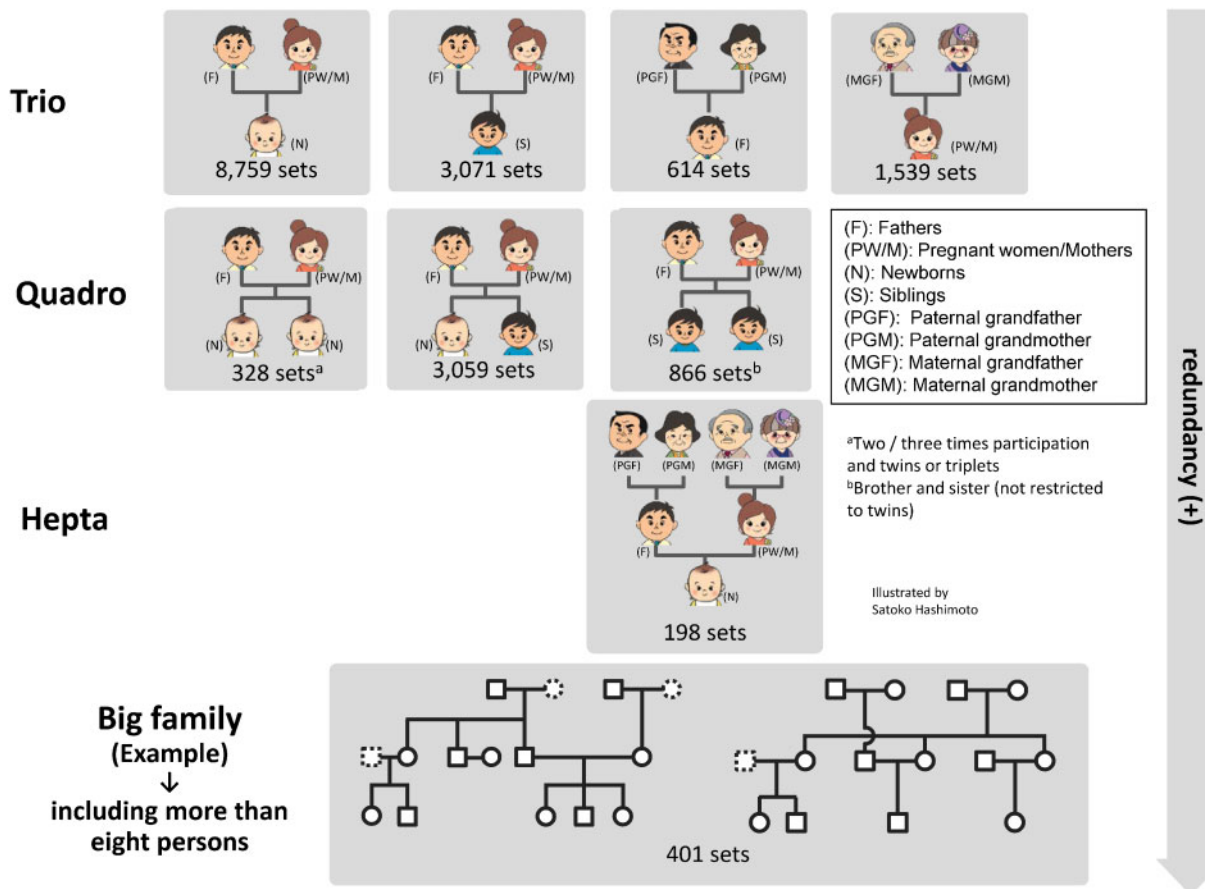 Trio
(F)
(PW/M)
(N)
8,759 sets
(F)
(PW/M)
(S)
3,071 sets
(PGF)
(PGM)
(F)
614 sets
(MGF)
(MGM)
(PW/M)
1,539 sets
Quadro
(F)
(PW/M)
(N)
(N)
328 setsᵃ
(F)
(PW/M)
(N)
(S)
3,059 sets
(F)
(PW/M)
(S)
(S)
866 setsᵇ
(F): Fathers
(PW/M): Pregnant women/Mothers
(N): Newborns
(S): Siblings
(PGF): Paternal grandfather
(PGM): Paternal grandmother
(MGF): Maternal grandfather
(MGM): Maternal grandmother
Hepta
(PGF)
(PGM)
(MGF)
(MGM)
(F)
(PW/M)
(N)
198 sets
ᵃTwo / three times participation
and twins or triplets
ᵇBrother and sister (not restricted
to twins)
Illustrated by
Satoko Hashimoto
Big family
(Example)
↓
including more than
eight persons
401 sets
redundancy (+)